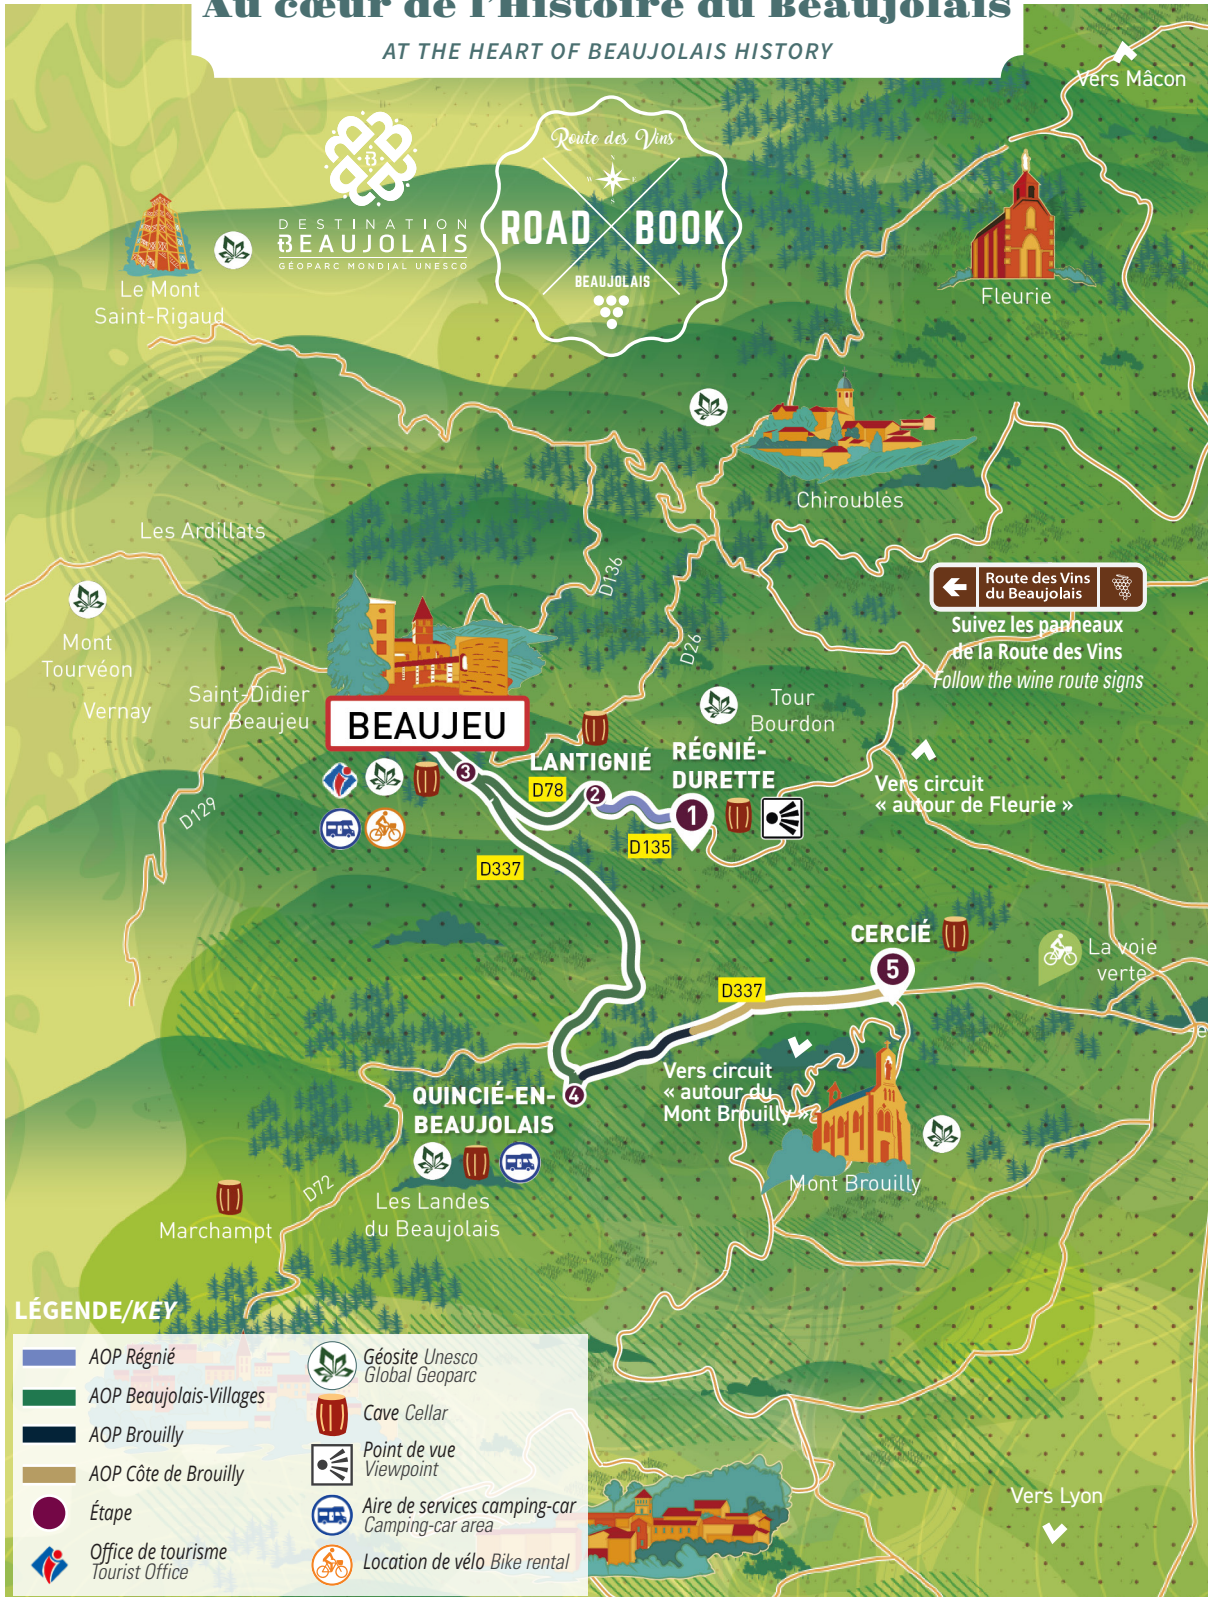 Au cœur de l'Histoire du Beaujolais
AT THE HEART OF BEAUJOLAIS HISTORY
Vers Mâcon
Route des Vins
N
E
S
ROAD BOOK
BEAUJOLAIS
B
DESTINATION
BEAUJOLAIS
GÉOPARC MONDIAL UNESCO
Le Mont
Saint-Rigaud
Fleurie
Chiroubles
Les Ardillats
D136
Route des Vins
du Beaujolais
Suivez les panneaux
de la Route des Vins
Follow the wine route signs
Mont
Tourvéon
Vernay
Saint-Didier
sur Beaujeu
D26
Tour
Bourdon
BEAUJEU
LANTIGNIÉ
RÉGNIÉ-
DURETTE
3
D78
2
1
D135
Vers circuit
« autour de Fleurie »
D129
D337
CERCIÉ
5
La voie
verte
D337
Vers circuit
« autour du
Mont Brouilly »
QUINCIÉ-EN-
BEAUJOLAIS
4
Mont Brouilly
D72
Les Landes
du Beaujolais
Marchampt
Vers Lyon
LÉGENDE/KEY
AOP Régnié
AOP Beaujolais-Villages
AOP Brouilly
AOP Côte de Brouilly
Étape
Office de tourisme
Tourist Office
Géosite Unesco
Global Geoparc
Cave Cellar
Point de vue
Viewpoint
Aire de services camping-car
Camping-car area
Location de vélo Bike rental